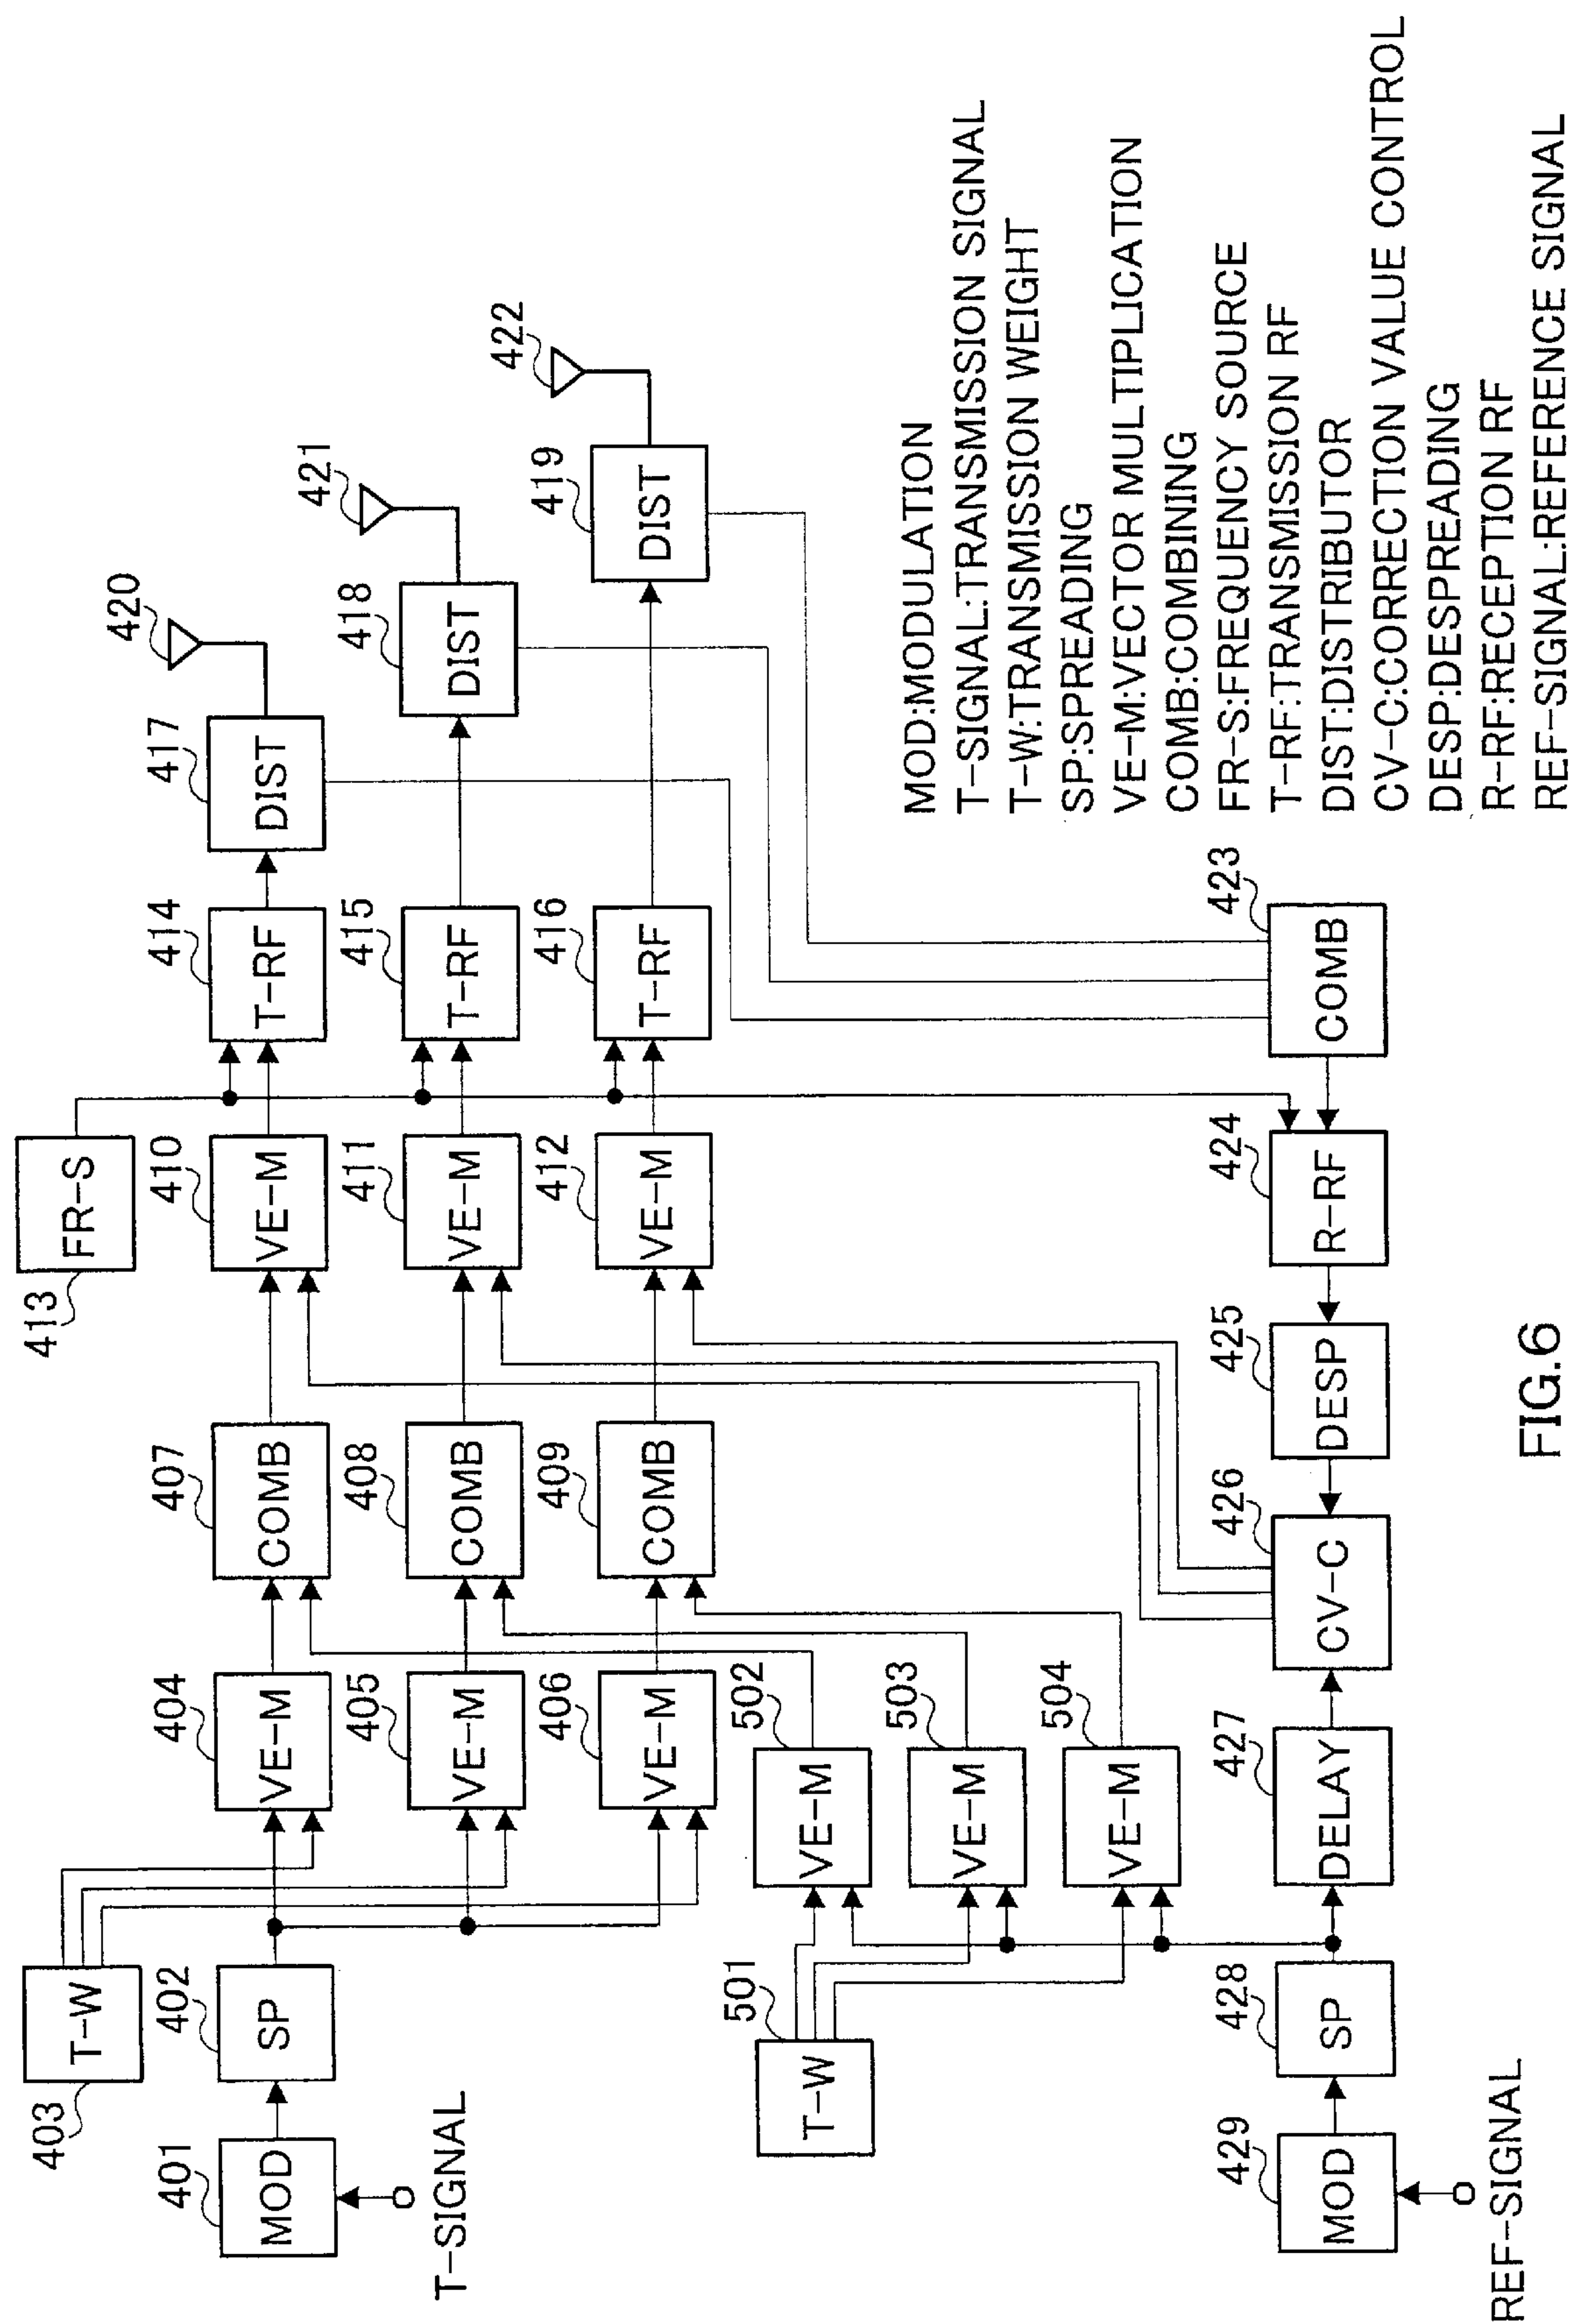 413
FR-S
403
T-W
401
MOD
T-SIGNAL
402
SP
404
VE-M
407
COMB
410
VE-M
414
T-RF
417
DIST
420
405
VE-M
408
COMB
411
VE-M
415
T-RF
418
DIST
421
406
VE-M
409
COMB
412
VE-M
416
T-RF
419
DIST
422
501
T-W
502
VE-M
503
VE-M
504
VE-M
429
MOD
REF-SIGNAL
428
SP
427
DELAY
426
CV-C
425
DESP
424
R-RF
423
COMB
MOD:MODULATION
T-SIGNAL:TRANSMISSION SIGNAL
T-W:TRANSMISSION WEIGHT
SP:SPREADING
VE-M:VECTOR MULTIPLICATION
COMB:COMBINING
FR-S:FREQUENCY SOURCE
T-RF:TRANSMISSION RF
DIST:DISTRIBUTOR
CV-C:CORRECTION VALUE CONTROL
DESP:DESPREADING
R-RF:RECEPTION RF
REF-SIGNAL:REFERENCE SIGNAL
FIG.6